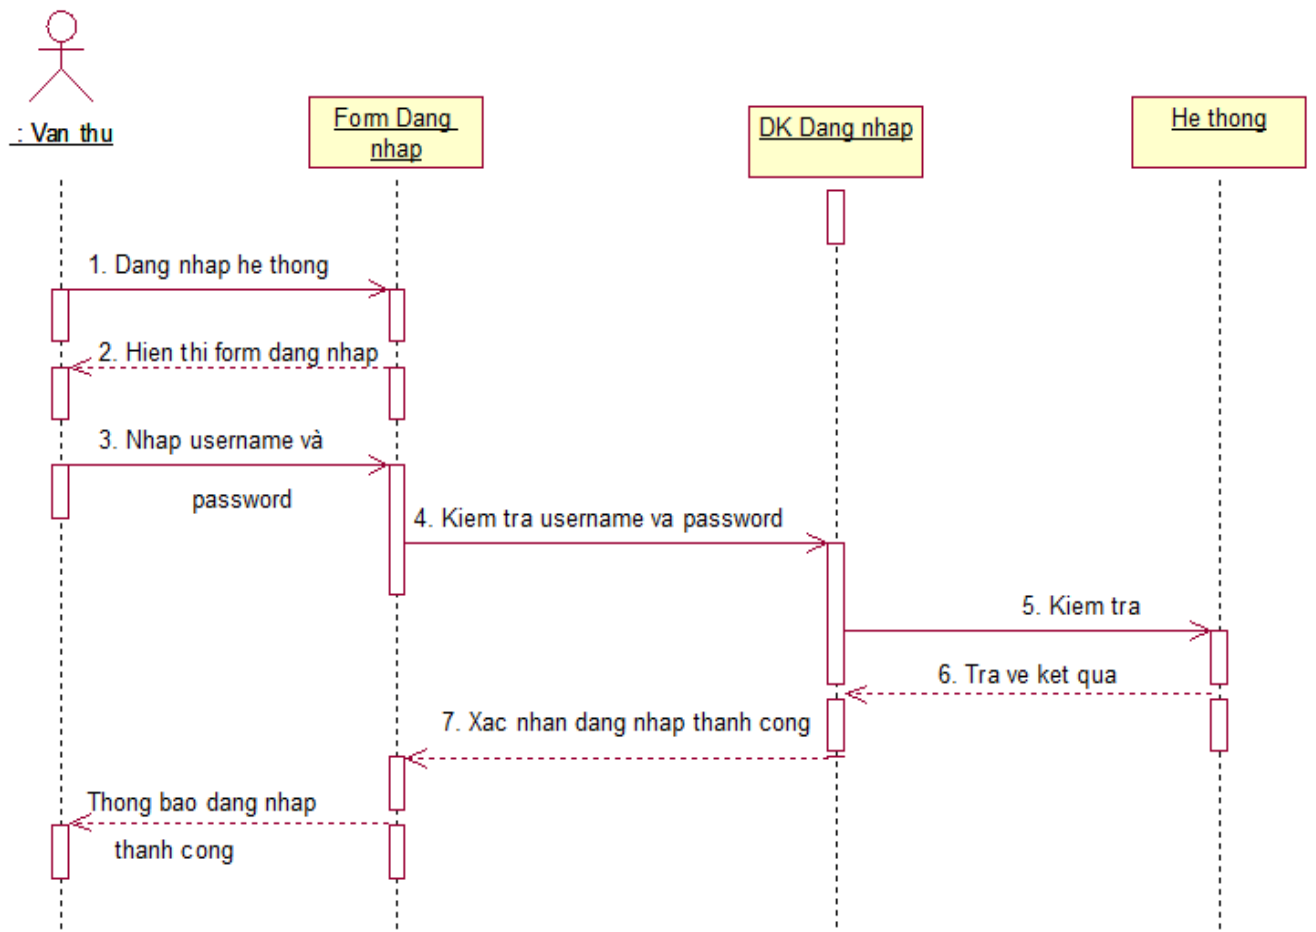 : Van thu
Form Dang
nhap
DK Dang nhap
He thong
1. Dang nhap he thong
2. Hien thi form dang nhap
3. Nhap username và
password
4. Kiem tra username va password
5. Kiem tra
6. Tra ve ket qua
7. Xac nhan dang nhap thanh cong
Thong bao dang nhap
thanh cong